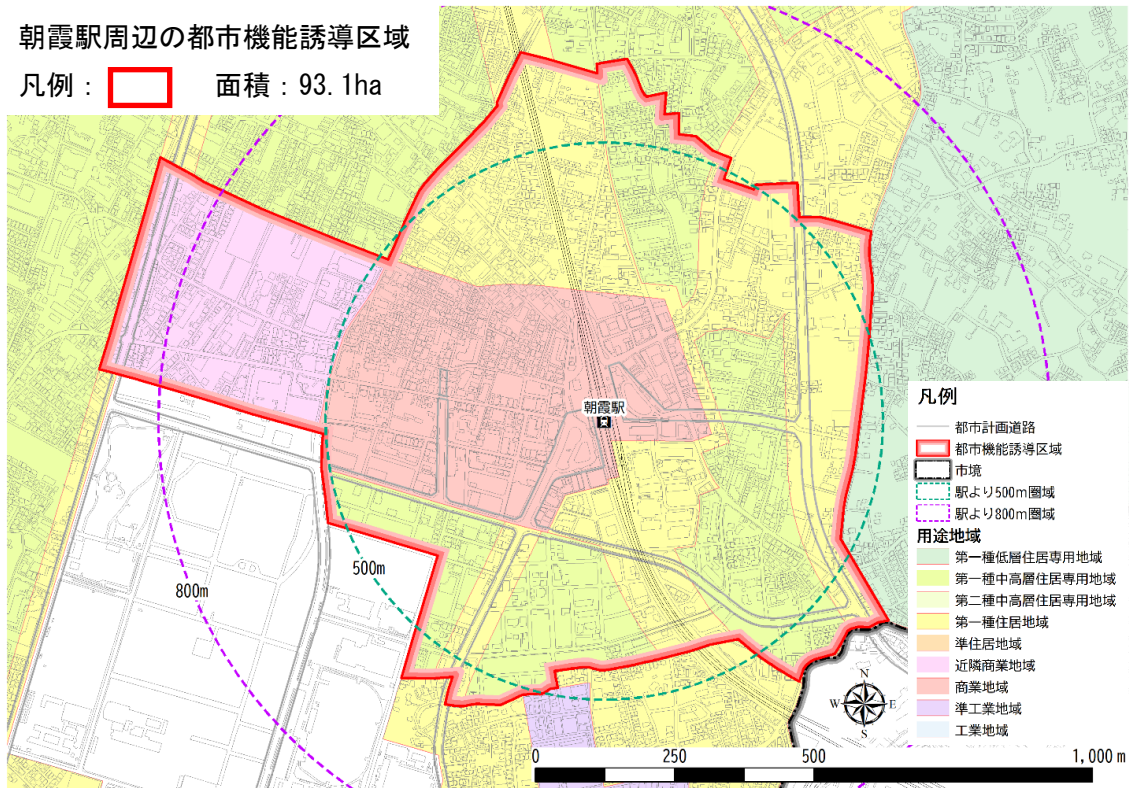 朝霞駅周辺の都市機能誘導区域
凡例： 面積：93.1ha
朝霞駅
500m
800m
凡例
都市計画道路
都市機能誘導区域
市境
駅より500m圏域
駅より800m圏域
用途地域
第一種低層住居専用地域
第一種中高層住居専用地域
第二種中高層住居専用地域
第一種住居地域
準住居地域
近隣商業地域
商業地域
準工業地域
工業地域
N
W E
S
0 250 500 1,000 m